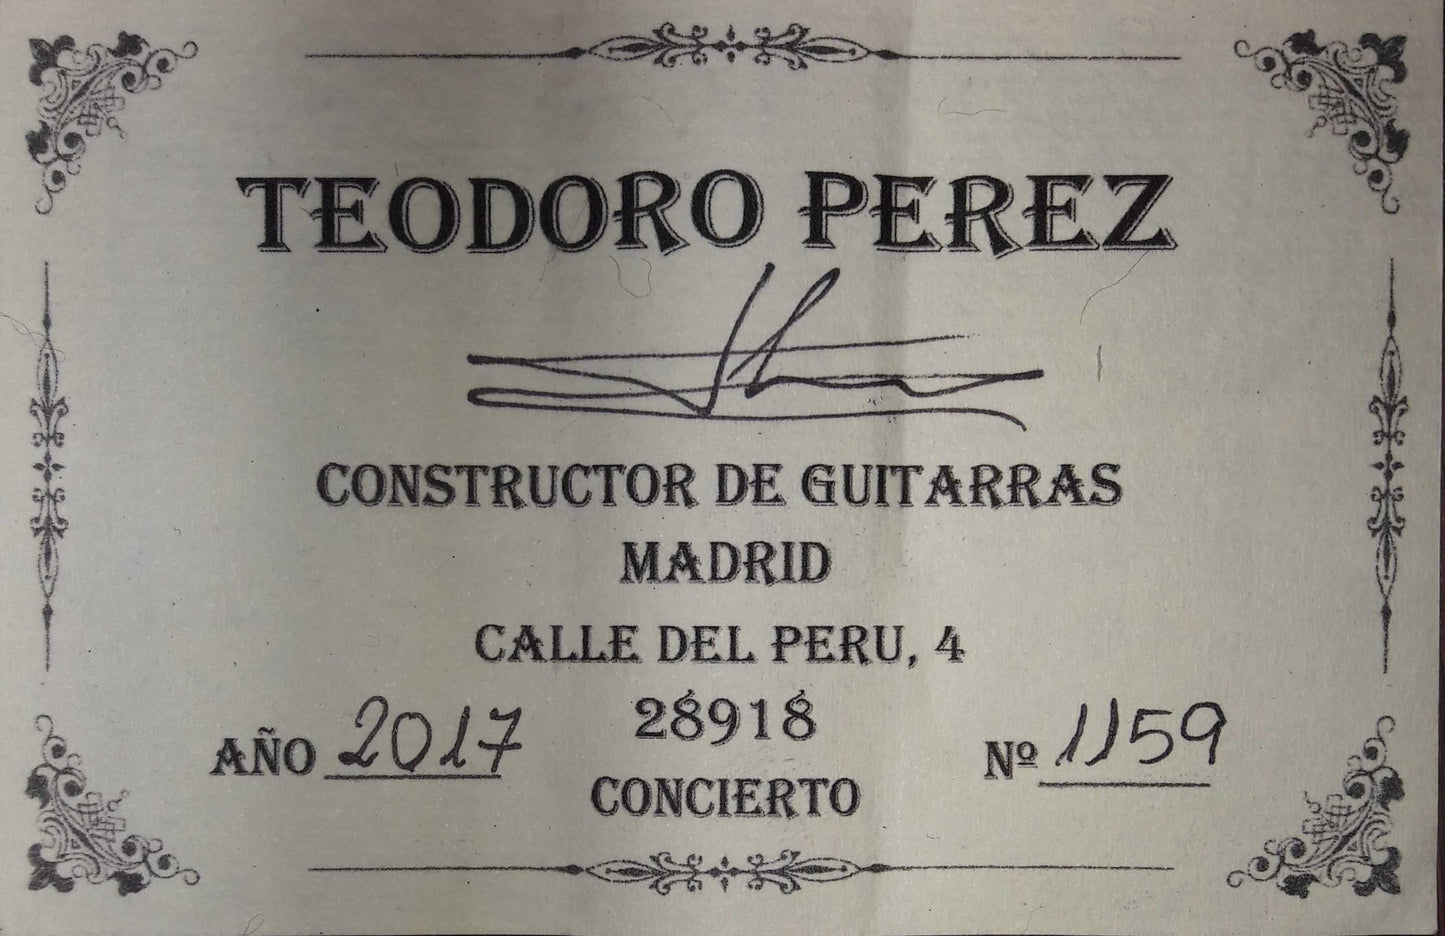 TEODORO PEREZ
CONSTRUCTOR DE GUITARRAS
MADRID
CALLE DEL PERU, 4
28918
AÑO 2017
Nº 1159
CONCIERTO